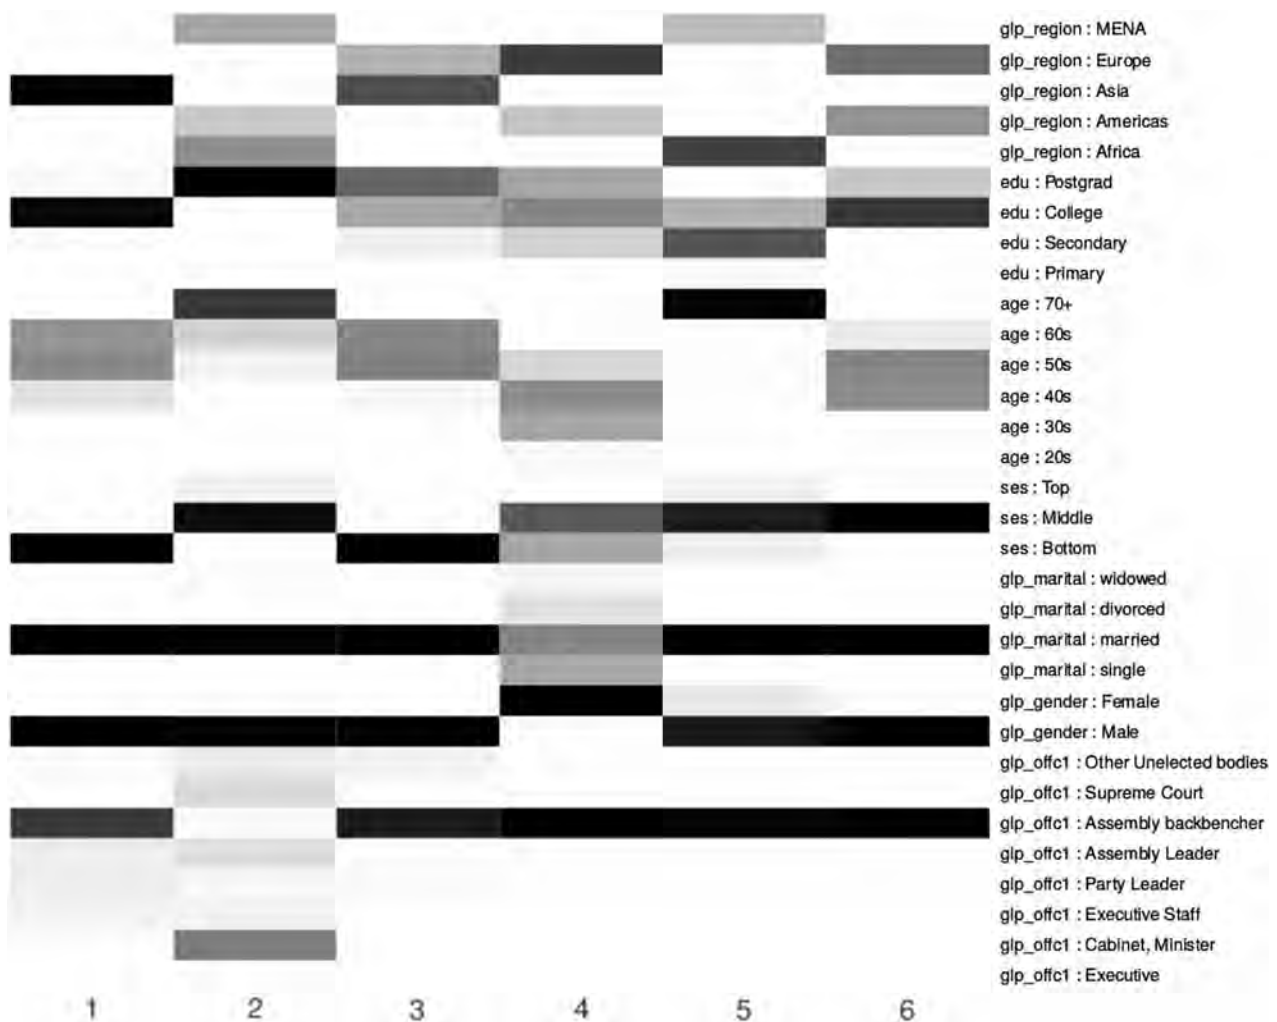 glp_region : MENA
glp_region : Europe
glp_region : Asia
glp_region : Americas
glp_region : Africa
edu : Postgrad
edu : College
edu : Secondary
edu : Primary
age : 70+
age : 60s
age : 50s
age : 40s
age : 30s
age : 20s
ses : Top
ses : Middle
ses : Bottom
glp_marital : widowed
glp_marital : divorced
glp_marital : married
glp_marital : single
glp_gender : Female
glp_gender : Male
glp_offc1 : Other Unelected bodies
glp_offc1 : Supreme Court
glp_offc1 : Assembly backbencher
glp_offc1 : Assembly Leader
glp_offc1 : Party Leader
glp_offc1 : Executive Staff
glp_offc1 : Cabinet, Minister
glp_offc1 : Executive
1 2 3 4 5 6